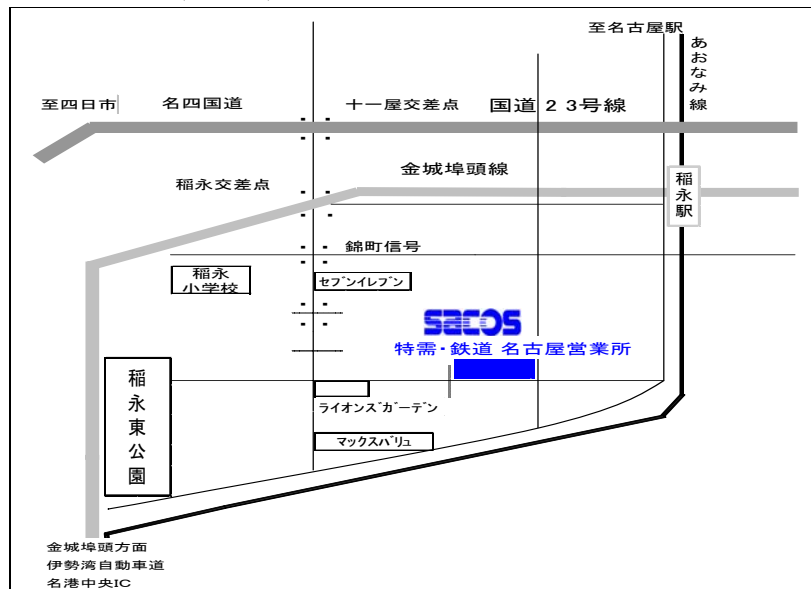 至名古屋駅
あおなみ線
至四日市
名四国道
十一屋交差点
国道23号線
稲永交差点
金城埠頭線
稲永駅
錦町信号
稲永
小学校
セブンイレブン
sacos
特需・鉄道 名古屋営業所
稲永東公園
ライオンズガーデン
マックスバリュ
金城埠頭方面
伊勢湾自動車道
名港中央IC